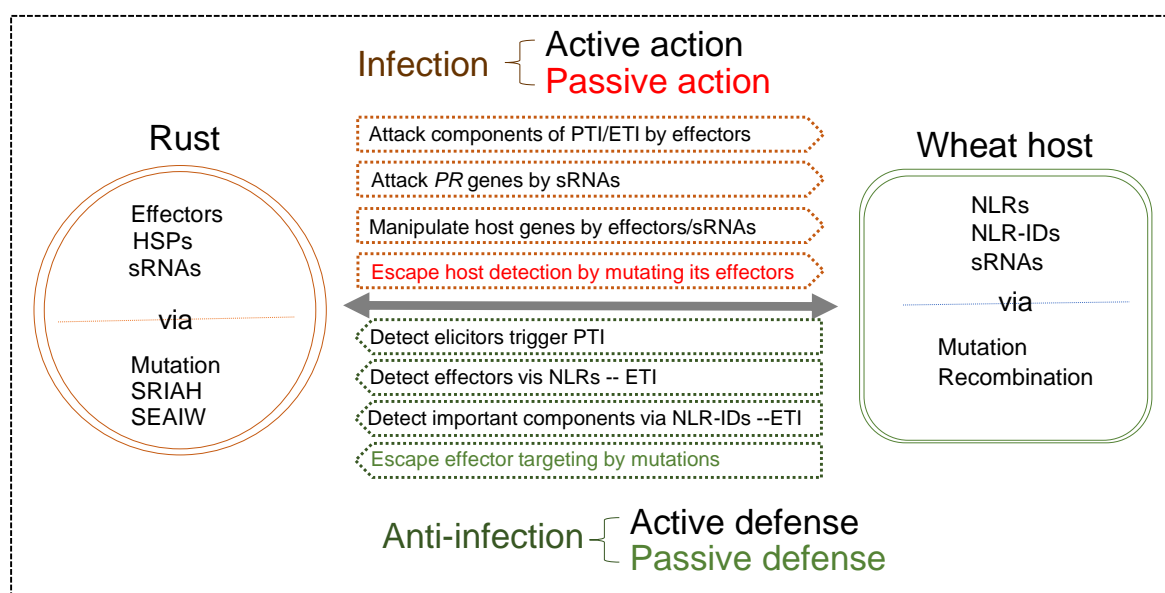 Infection
Active action
Passive action
Rust
Effectors
HSPs
sRNAs
via
Mutation
SRIAH
SEAIW
Attack components of PTI/ETI by effectors
Attack PR genes by sRNAs
Manipulate host genes by effectors/sRNAs
Escape host detection by mutating its effectors
Detect elicitors trigger PTI
Detect effectors vis NLRs -- ETI
Detect important components via NLR-IDs --ETI
Escape effector targeting by mutations
Wheat host
NLRs
NLR-IDs
sRNAs
via
Mutation
Recombination
Anti-infection
Active defense
Passive defense